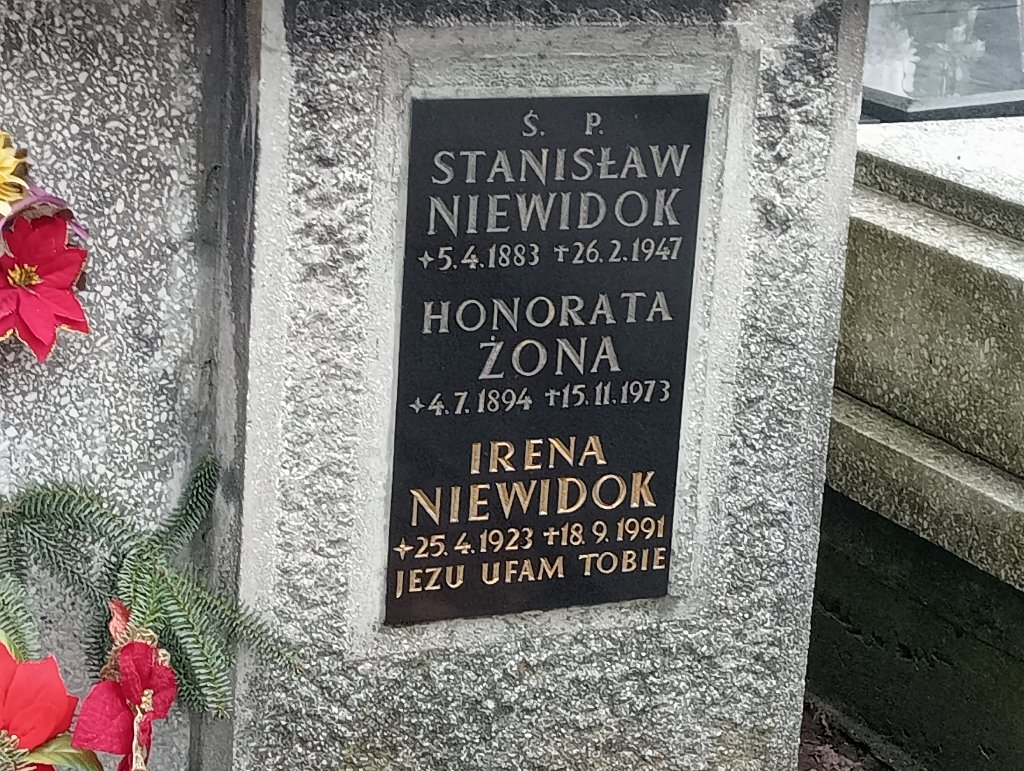 Ś. P.
STANISŁAW
NIEWIDOK
✦5.4.1883 ✝26.2.1947
HONORATA
ŻONA
✦4.7.1894 ✝15.11.1973
IRENA
NIEWIDOK
✦25.4.1923 ✝18.9.1991
JEZU UFAM TOBIE